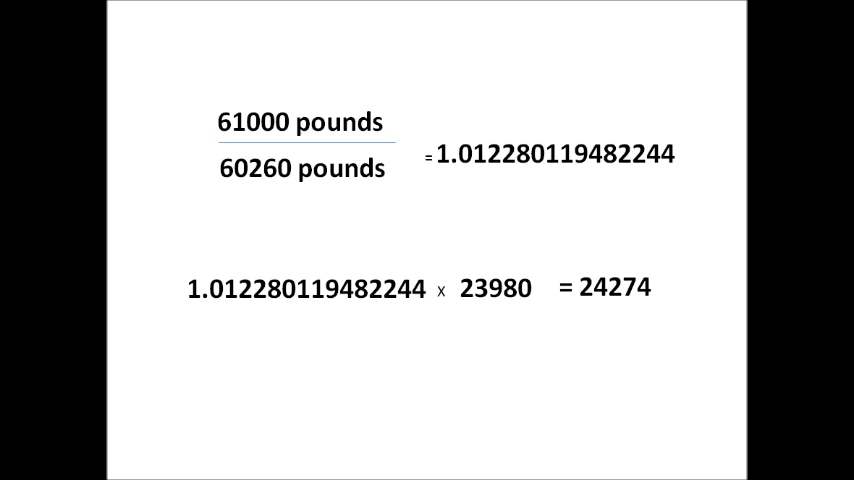 61000 pounds
60260 pounds
= 1.012280119482244
1.012280119482244 x 23980 = 24274